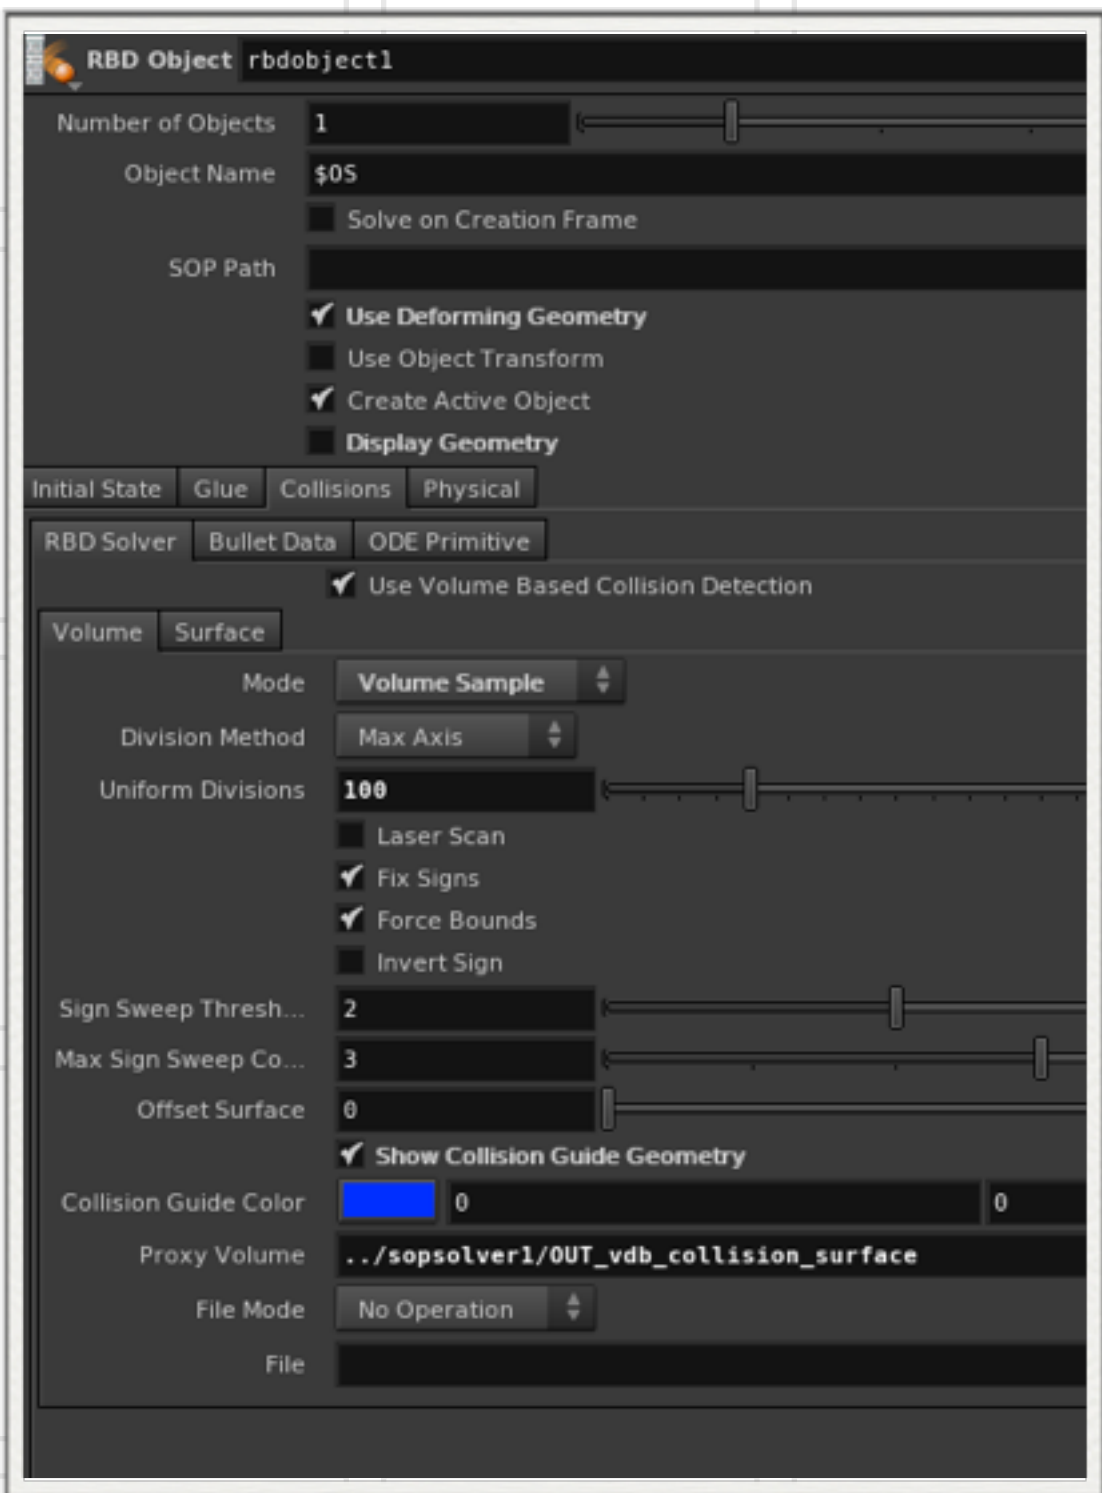 RBD Object rbdobject1
Number of Objects 1
Object Name $OS
Solve on Creation Frame
SOP Path
Use Deforming Geometry
Use Object Transform
Create Active Object
Display Geometry
Initial State Glue Collisions Physical
RBD Solver Bullet Data ODE Primitive
Use Volume Based Collision Detection
Volume Surface
Mode Volume Sample
Division Method Max Axis
Uniform Divisions 100
Laser Scan
Fix Signs
Force Bounds
Invert Sign
Sign Sweep Thresh... 2
Max Sign Sweep Co... 3
Offset Surface 0
Show Collision Guide Geometry
Collision Guide Color 0 0
Proxy Volume ../sopsolver1/OUT_vdb_collision_surface
File Mode No Operation
File